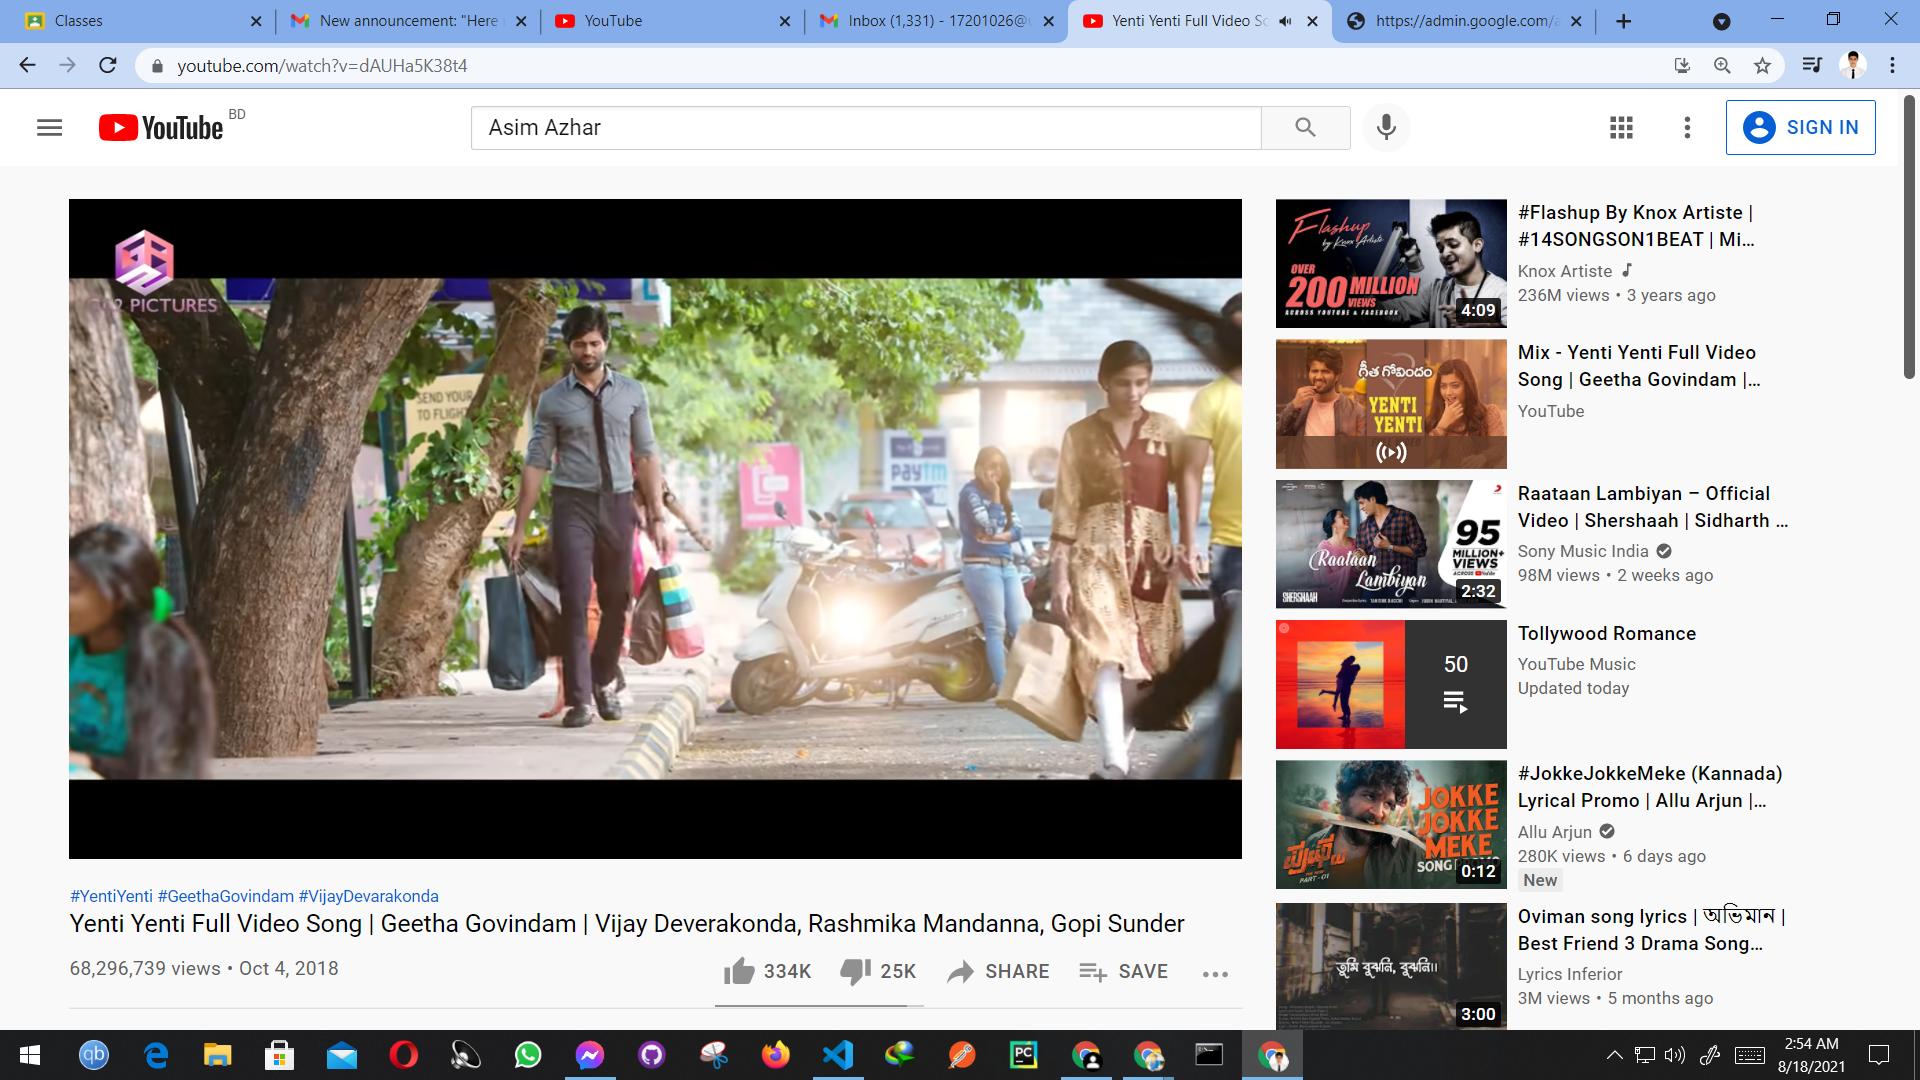 Classes
New announcement: "Here
YouTube
Inbox (1,331) - 17201026@
Yenti Yenti Full Video So
https://admin.google.com/a
youtube.com/watch?v=dAUHa5K38t4
YouTube BD
Asim Azhar
SIGN IN
PICTURES
SEND YOUR
TO FLIGHT
paytm
#YentiYenti #GeethaGovindam #VijayDevarakonda
Yenti Yenti Full Video Song | Geetha Govindam | Vijay Deverakonda, Rashmika Mandanna, Gopi Sunder
68,296,739 views • Oct 4, 2018
334K
25K
SHARE
SAVE
Flashup
by Knox Artiste
OVER
200 MILLION
VIEWS
ACROSS YOUTUBE & FACEBOOK
4:09
#Flashup By Knox Artiste |
#14SONGSON1BEAT | Mi...
Knox Artiste
236M views • 3 years ago
గీత గోవిందం
YENTI
YENTI
Mix - Yenti Yenti Full Video
Song | Geetha Govindam |...
YouTube
95
MILLION+
VIEWS
Raataan
Lambiyan
SHERSHAAH
2:32
Raataan Lambiyan – Official
Video | Shershaah | Sidharth ...
Sony Music India
98M views • 2 weeks ago
50
Tollywood Romance
YouTube Music
Updated today
JOKKE
JOKKE
MEKE
SONG PROMO
ಪುಷ್ಪ
PART-01
0:12
#JokkeJokkeMeke (Kannada)
Lyrical Promo | Allu Arjun |...
Allu Arjun
280K views • 6 days ago
New
তুমি বুঝনি, বুঝনি।।
3:00
Oviman song lyrics | অভিমান |
Best Friend 3 Drama Song...
Lyrics Inferior
3M views • 5 months ago
qb
PC
2:54 AM
8/18/2021